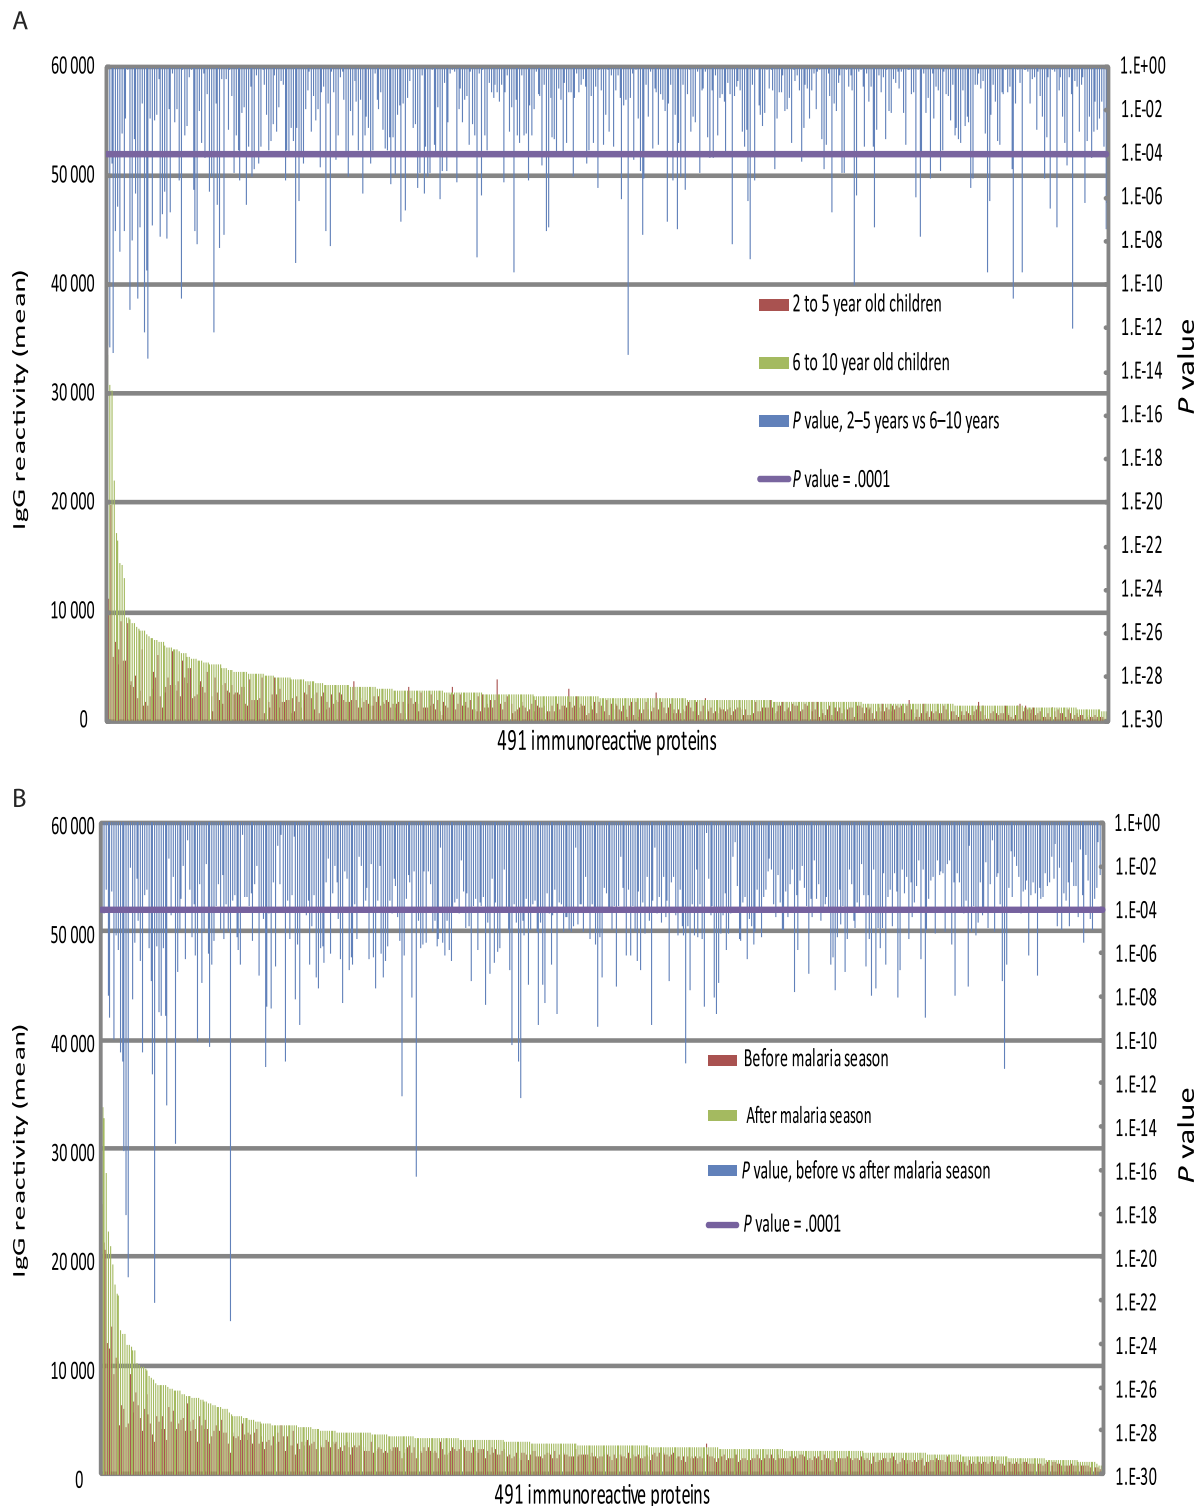 A
60 000
50 000
40 000
30 000
20 000
10 000
0
IgG reactivity (mean)
1.E+00
1.E-02
1.E-04
1.E-06
1.E-08
1.E-10
1.E-12
1.E-14
1.E-16
1.E-18
1.E-20
1.E-22
1.E-24
1.E-26
1.E-28
1.E-30
P value
2 to 5 year old children
6 to 10 year old children
P value, 2–5 years vs 6–10 years
P value = .0001
491 immunoreactive proteins
B
60 000
50 000
40 000
30 000
20 000
10 000
0
IgG reactivity (mean)
1.E+00
1.E-02
1.E-04
1.E-06
1.E-08
1.E-10
1.E-12
1.E-14
1.E-16
1.E-18
1.E-20
1.E-22
1.E-24
1.E-26
1.E-28
1.E-30
P value
Before malaria season
After malaria season
P value, before vs after malaria season
P value = .0001
491 immunoreactive proteins